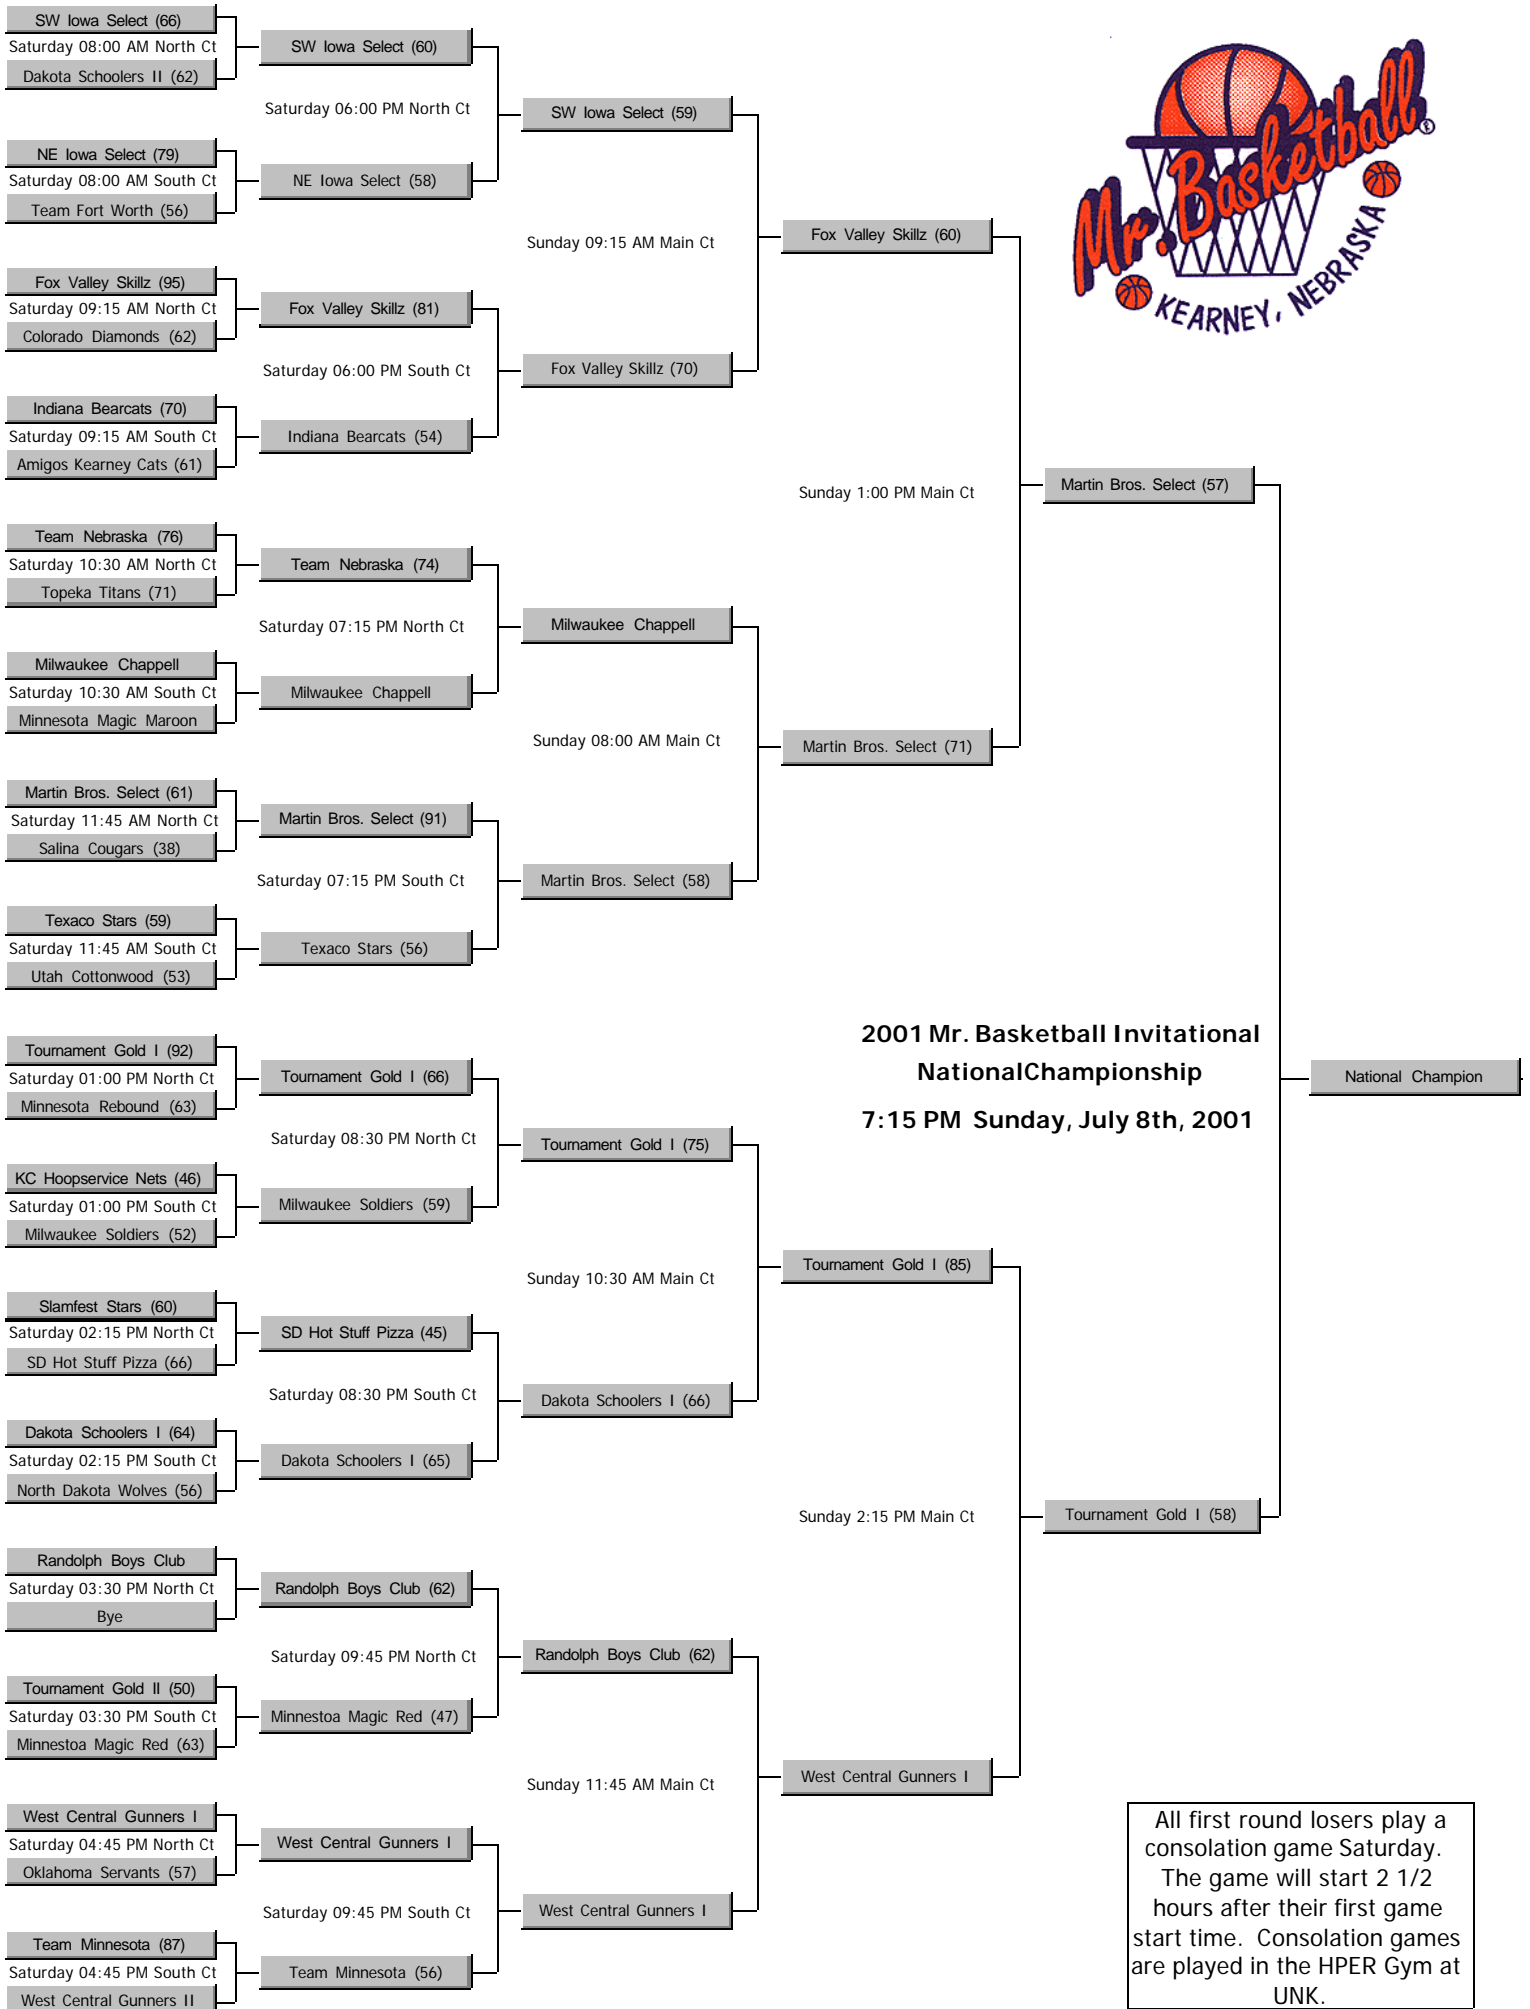 SW Iowa Select (66)
Saturday 08:00 AM North Ct
Dakota Schoolers II (62)
NE Iowa Select (79)
Saturday 08:00 AM South Ct
Team Fort Worth (56)
Fox Valley Skillz (95)
Saturday 09:15 AM North Ct
Colorado Diamonds (62)
Indiana Bearcats (70)
Saturday 09:15 AM South Ct
Amigos Kearney Cats (61)
Team Nebraska (76)
Saturday 10:30 AM North Ct
Topeka Titans (71)
Milwaukee Chappell
Saturday 10:30 AM South Ct
Minnesota Magic Maroon
Martin Bros. Select (61)
Saturday 11:45 AM North Ct
Salina Cougars (38)
Texaco Stars (59)
Saturday 11:45 AM South Ct
Utah Cottonwood (53)
Tournament Gold I (92)
Saturday 01:00 PM North Ct
Minnesota Rebound (63)
KC Hoopservice Nets (46)
Saturday 01:00 PM South Ct
Milwaukee Soldiers (52)
Slamfest Stars (60)
Saturday 02:15 PM North Ct
SD Hot Stuff Pizza (66)
Dakota Schoolers I (64)
Saturday 02:15 PM South Ct
North Dakota Wolves (56)
Randolph Boys Club
Saturday 03:30 PM North Ct
Bye
Tournament Gold II (50)
Saturday 03:30 PM South Ct
Minnestoa Magic Red (63)
West Central Gunners I
Saturday 04:45 PM North Ct
Oklahoma Servants (57)
Team Minnesota (87)
Saturday 04:45 PM South Ct
West Central Gunners II
SW Iowa Select (60)
Saturday 06:00 PM North Ct
NE Iowa Select (58)
Fox Valley Skillz (81)
Saturday 06:00 PM South Ct
Indiana Bearcats (54)
Team Nebraska (74)
Saturday 07:15 PM North Ct
Milwaukee Chappell
Martin Bros. Select (91)
Saturday 07:15 PM South Ct
Texaco Stars (56)
Tournament Gold I (66)
Saturday 08:30 PM North Ct
Milwaukee Soldiers (59)
SD Hot Stuff Pizza (45)
Saturday 08:30 PM South Ct
Dakota Schoolers I (65)
Randolph Boys Club (62)
Saturday 09:45 PM North Ct
Minnestoa Magic Red (47)
West Central Gunners I
Saturday 09:45 PM South Ct
Team Minnesota (56)
SW Iowa Select (59)
Sunday 09:15 AM Main Ct
Fox Valley Skillz (70)
Milwaukee Chappell
Sunday 08:00 AM Main Ct
Martin Bros. Select (58)
Tournament Gold I (75)
Sunday 10:30 AM Main Ct
Dakota Schoolers I (66)
Randolph Boys Club (62)
Sunday 11:45 AM Main Ct
West Central Gunners I
Fox Valley Skillz (60)
Sunday 1:00 PM Main Ct
Martin Bros. Select (71)
Tournament Gold I (85)
Sunday 2:15 PM Main Ct
West Central Gunners I
Martin Bros. Select (57)
Tournament Gold I (58)
National Champion
Mr. Basketball ®
KEARNEY, NEBRASKA
2001 Mr. Basketball Invitational
NationalChampionship
7:15 PM Sunday, July 8th, 2001
All first round losers play a
consolation game Saturday.
The game will start 2 1/2
hours after their first game
start time. Consolation games
are played in the HPER Gym at
UNK.